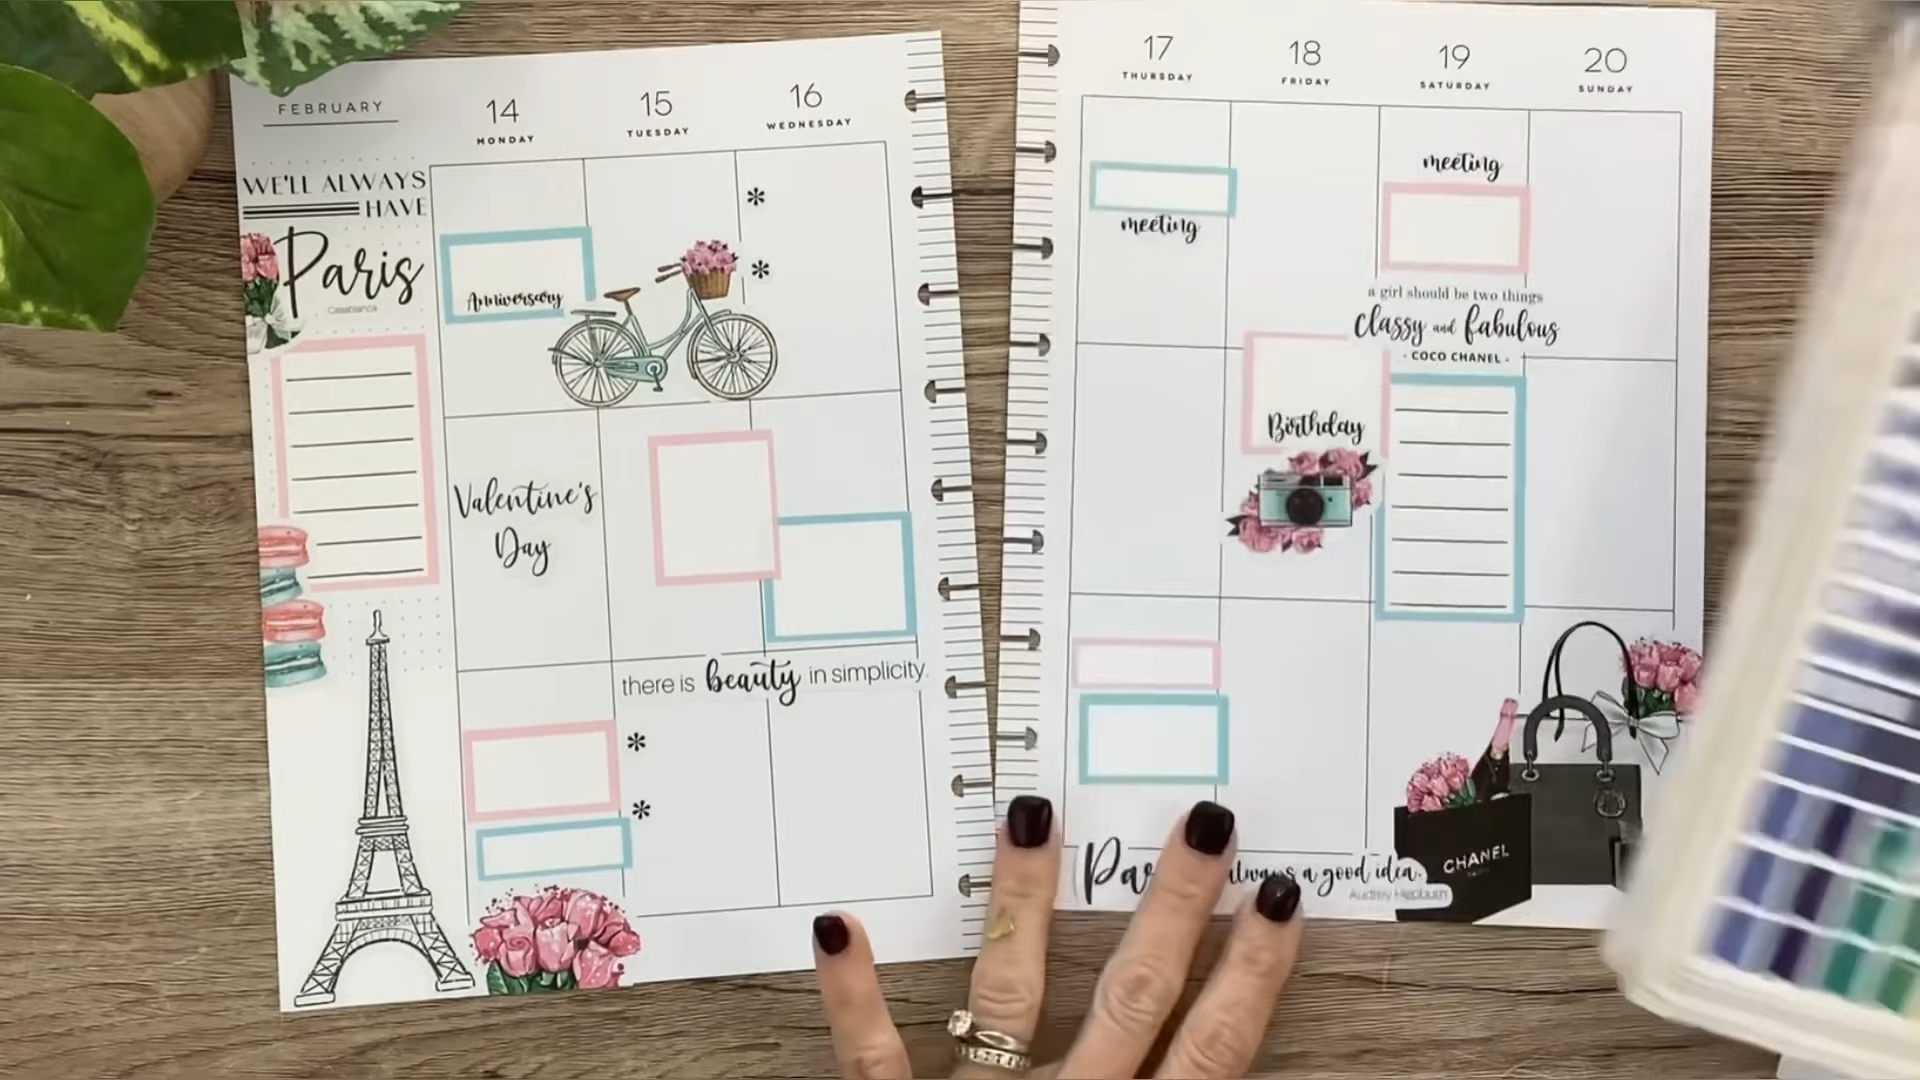 FEBRUARY
14
MONDAY
15
TUESDAY
16
WEDNESDAY
WE'LL ALWAYS
HAVE
Paris
Casablanca
Anniversary
*
*
Valentine's
Day
there is beauty in simplicity.
*
*
17
THURSDAY
18
FRIDAY
19
SATURDAY
20
SUNDAY
meeting
meeting
a girl should be two things
classy and fabulous
- COCO CHANEL -
Birthday
CHANEL
always a good idea.
Audrey Hepburn